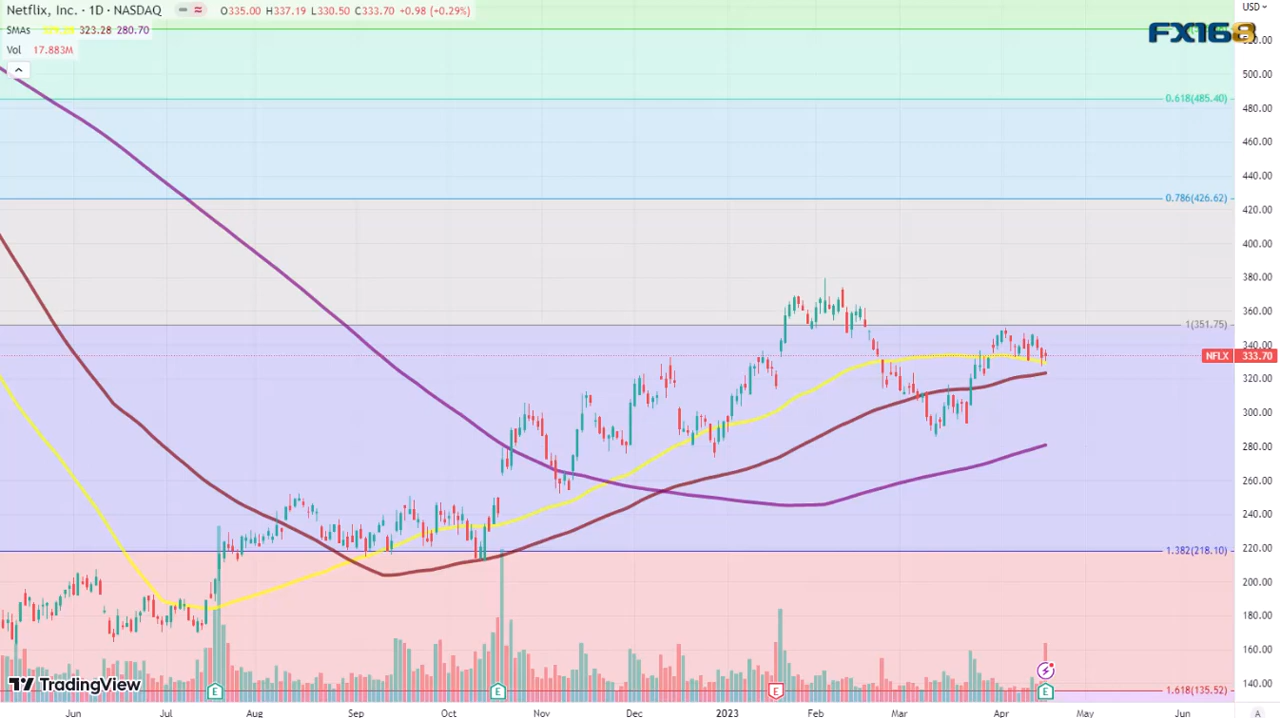 Netflix, Inc. · 1D · NASDAQ O335.00 H337.19 L330.50 C333.70 +0.98 (+0.29%)
USD
SMAs 323.28 280.70
Vol 17.883M
FX168
500.00
0.618(485.40)
480.00
460.00
440.00
0.786(426.62)
420.00
400.00
380.00
360.00
1(351.75)
340.00
NFLX 333.70
320.00
300.00
280.00
260.00
240.00
220.00
1.382(218.10)
200.00
180.00
160.00
140.00
1.618(135.52)
TradingView
E E E E
Jun Jul Aug Sep Oct Nov Dec 2023 Feb Mar Apr May Jun A